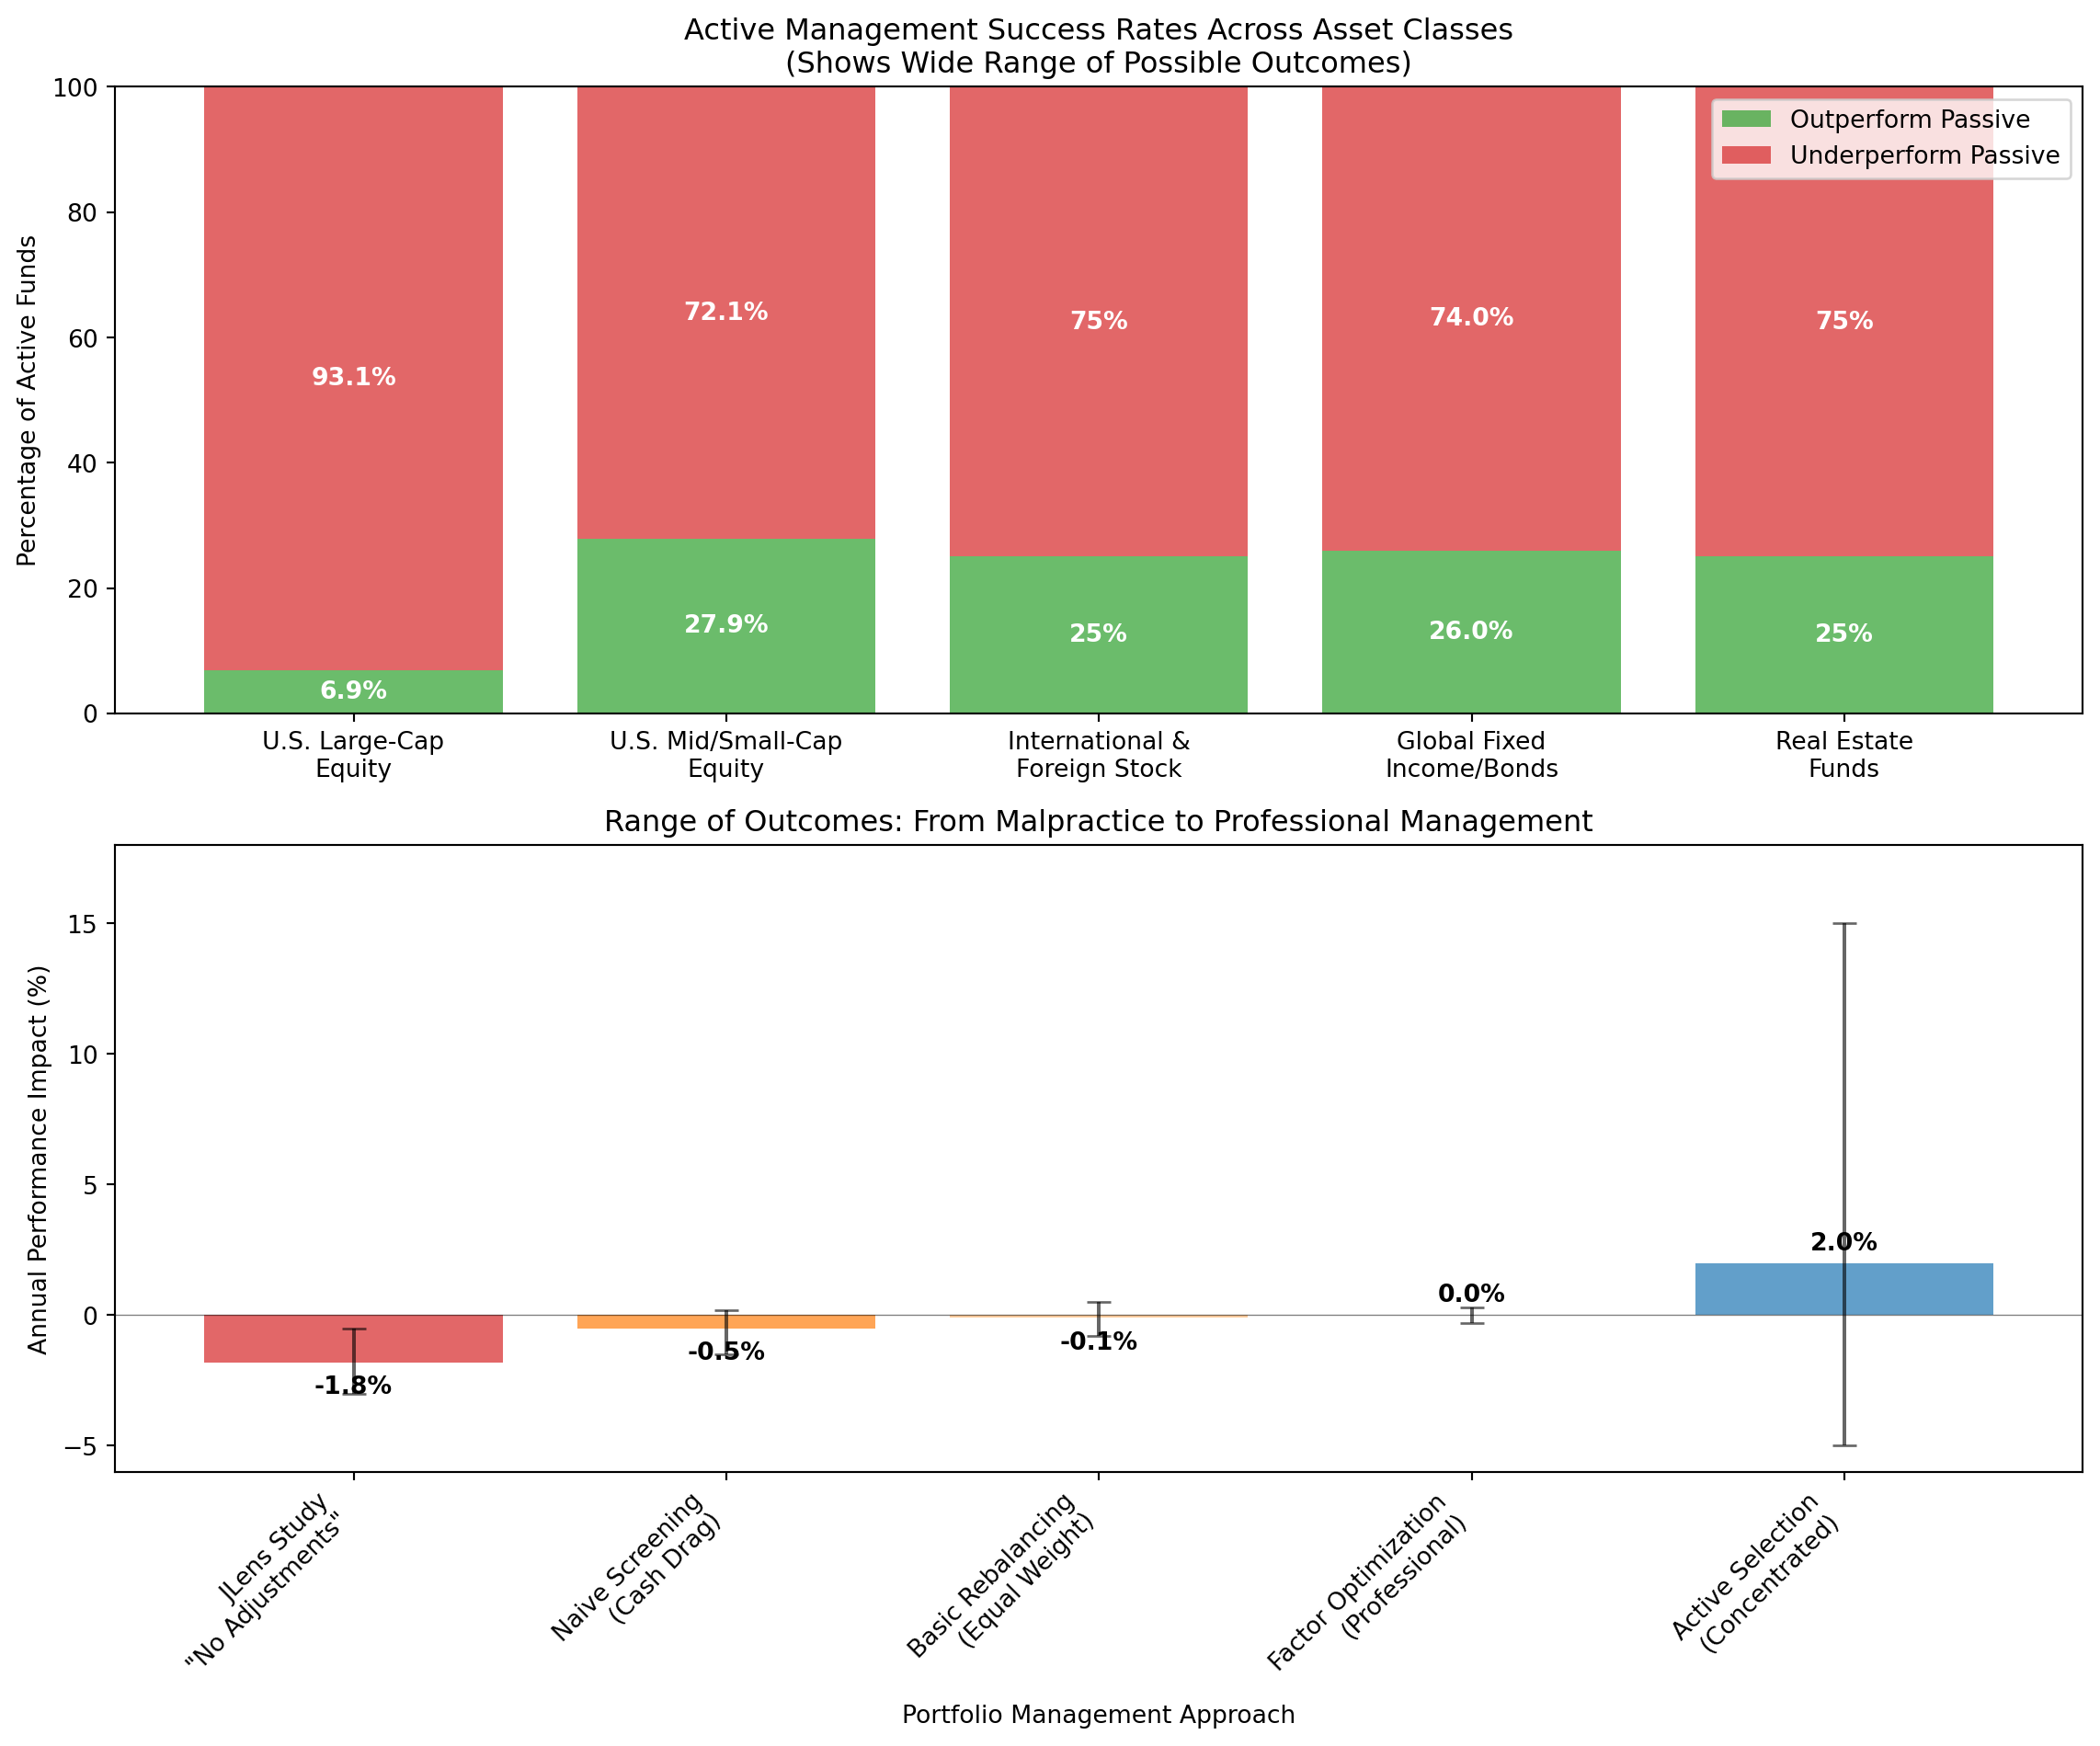 Active Management Success Rates Across Asset Classes
(Shows Wide Range of Possible Outcomes)
Percentage of Active Funds
100
80
60
40
20
0
Outperform Passive
Underperform Passive
93.1%
72.1%
75%
74.0%
75%
6.9%
27.9%
25%
26.0%
25%
U.S. Large-Cap
Equity
U.S. Mid/Small-Cap
Equity
International &
Foreign Stock
Global Fixed
Income/Bonds
Real Estate
Funds
Range of Outcomes: From Malpractice to Professional Management
Annual Performance Impact (%)
15
10
5
0
−5
-1.8%
-0.5%
-0.1%
0.0%
2.0%
JLens Study
"No Adjustments"
Naive Screening
(Cash Drag)
Basic Rebalancing
(Equal Weight)
Factor Optimization
(Professional)
Active Selection
(Concentrated)
Portfolio Management Approach